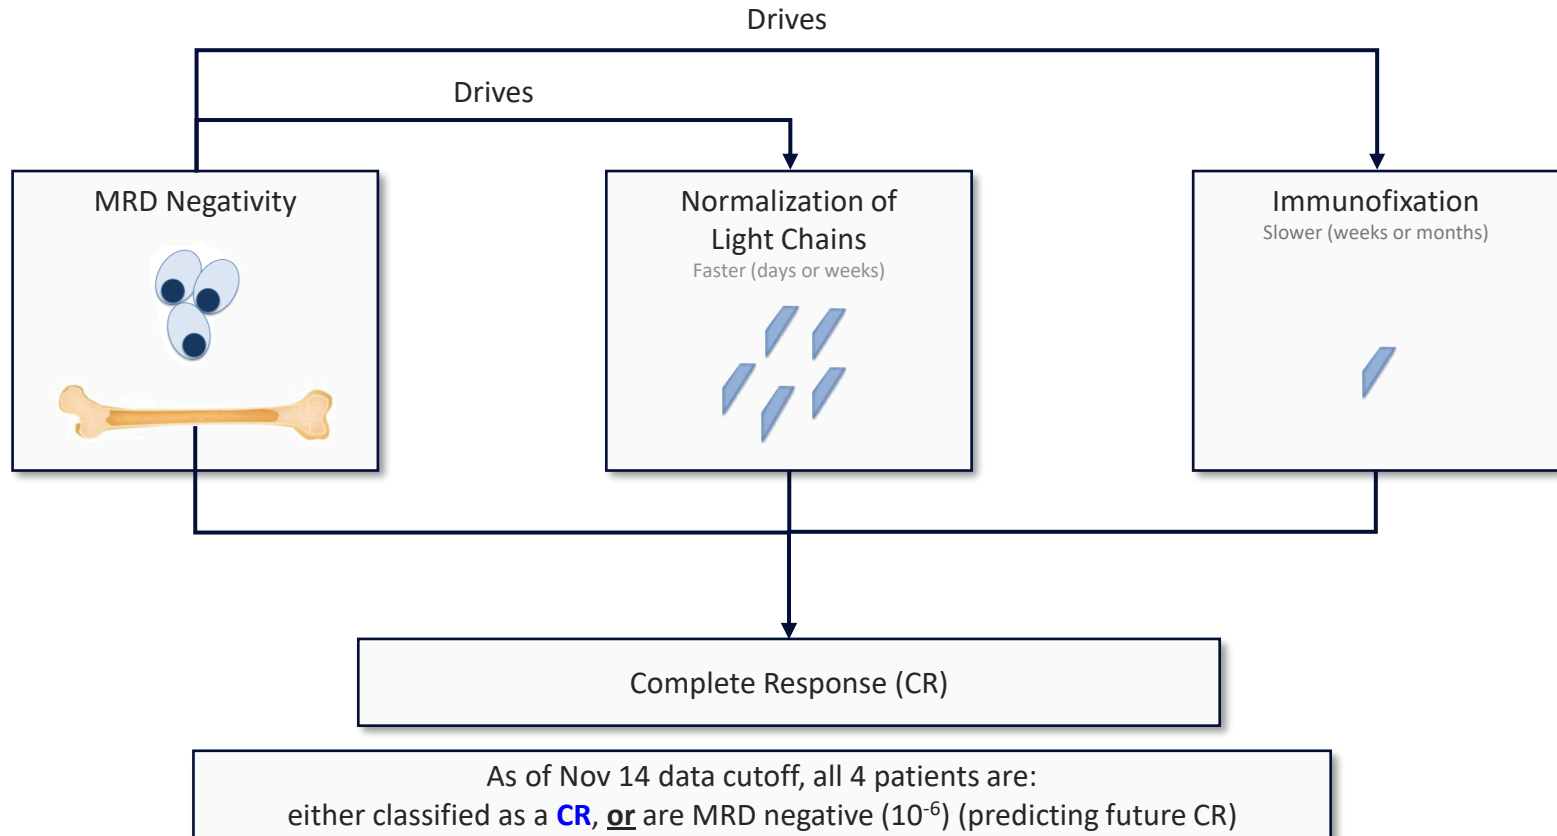 Drives
Drives
MRD Negativity
Normalization of
Light Chains
Faster (days or weeks)
Immunofixation
Slower (weeks or months)
Complete Response (CR)
As of Nov 14 data cutoff, all 4 patients are:
either classified as a CR, or are MRD negative (10⁻⁶) (predicting future CR)